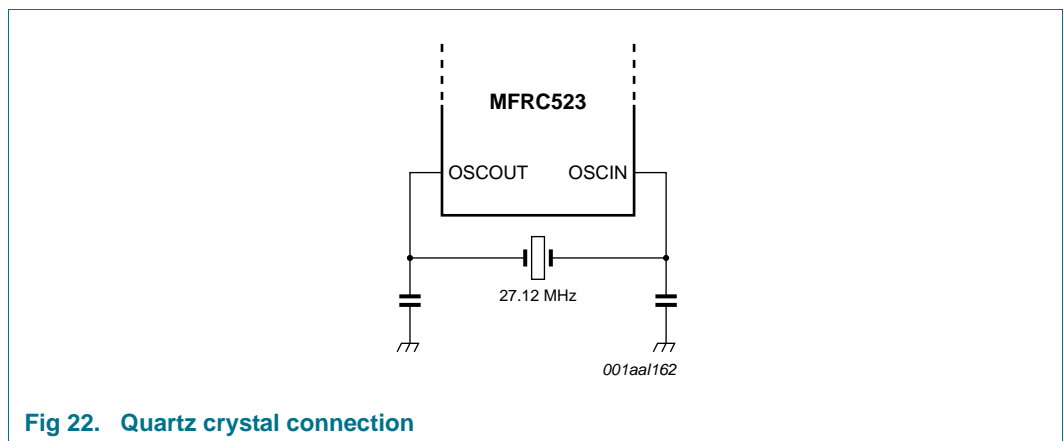 MFRC523
OSCOUT OSCIN
27.12 MHz
001aal162
Fig 22. Quartz crystal connection